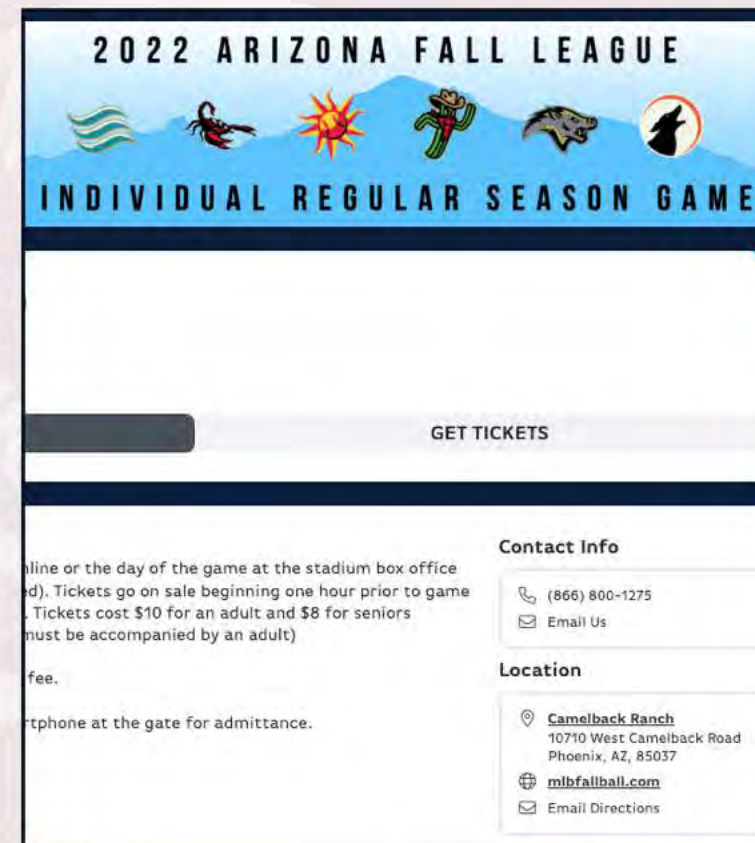 2022 ARIZONA FALL LEAGUE
INDIVIDUAL REGULAR SEASON GAME
GET TICKETS
nline or the day of the game at the stadium box office
ed). Tickets go on sale beginning one hour prior to game
. Tickets cost $10 for an adult and $8 for seniors
must be accompanied by an adult)
fee.
rtphone at the gate for admittance.
Contact Info
(866) 800-1275
Email Us
Location
Camelback Ranch
10710 West Camelback Road
Phoenix, AZ, 85037
mlbfallball.com
Email Directions